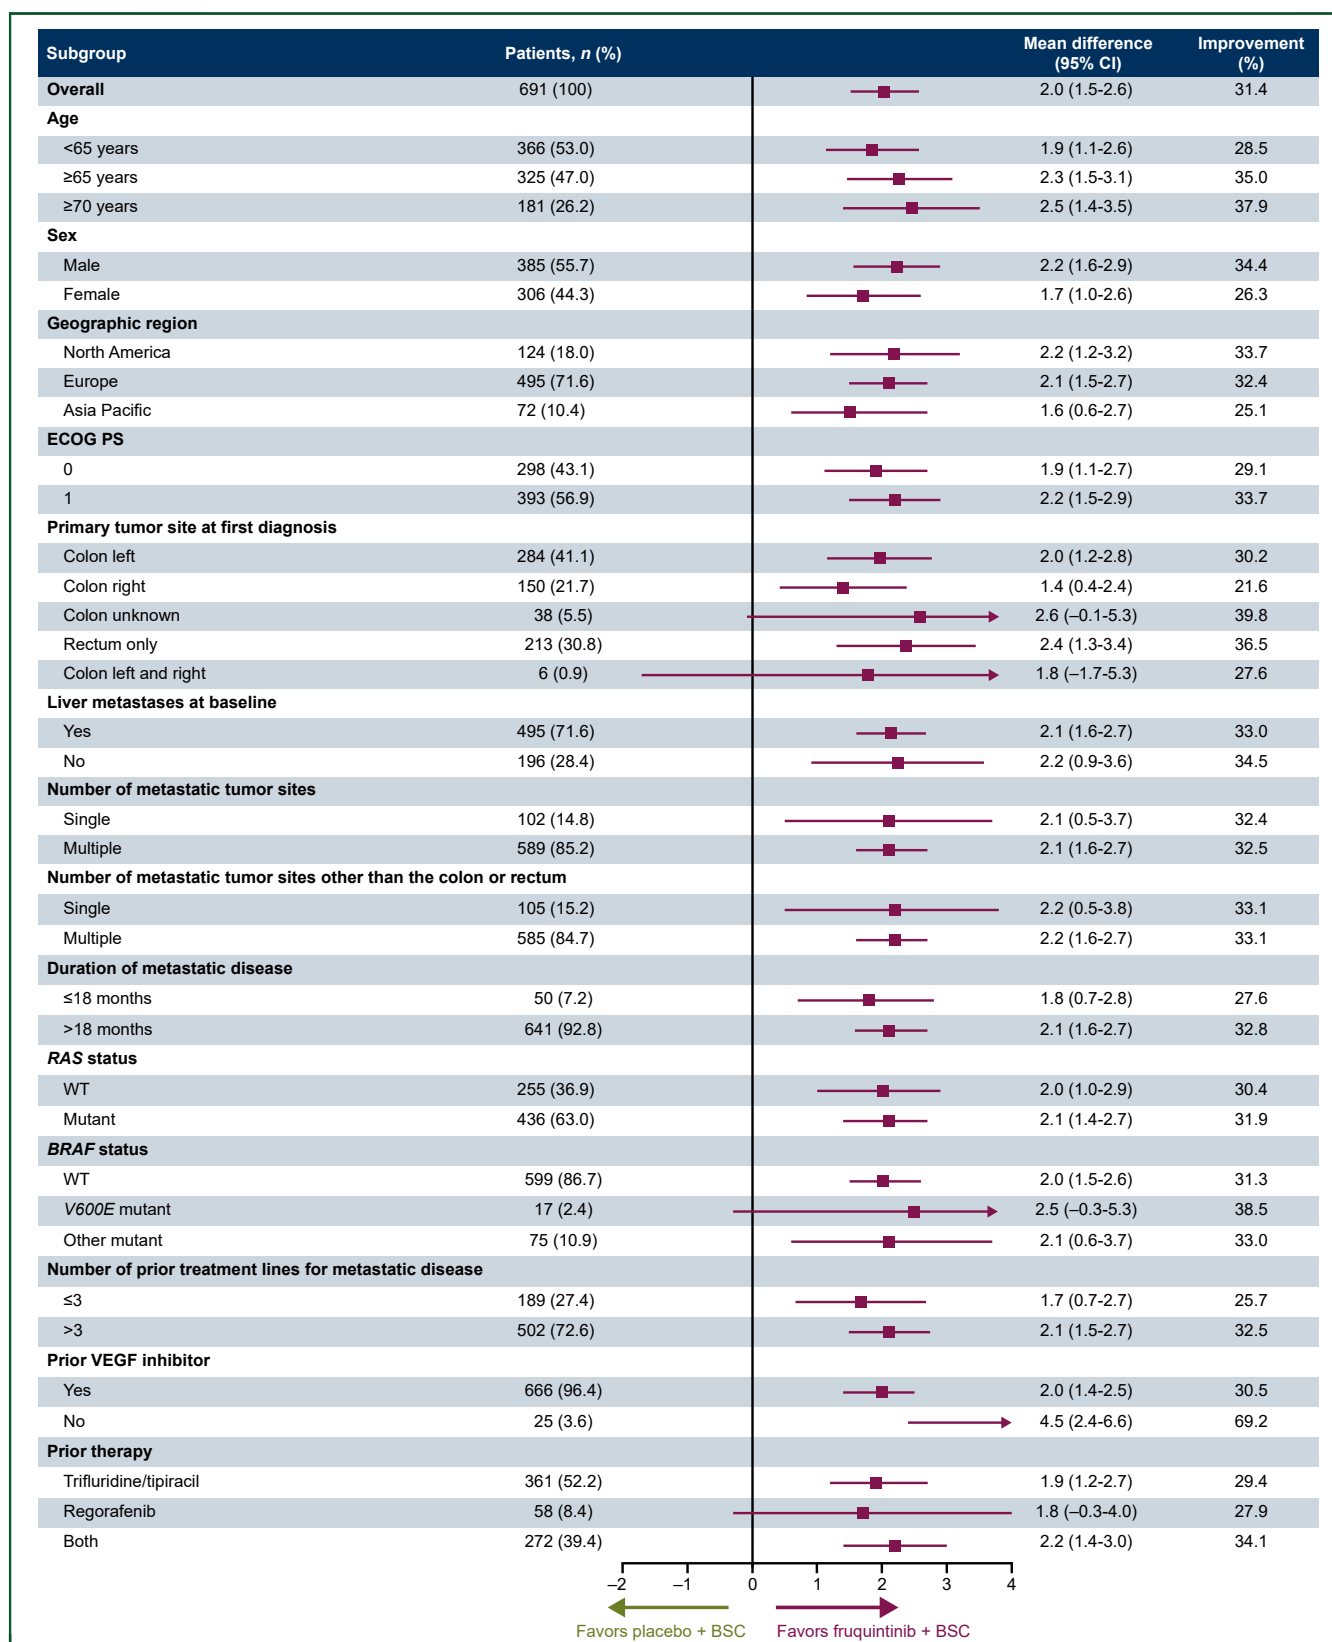 Subgroup Patients, n (%) Mean difference (95% CI) Improvement (%)
Overall 691 (100) 2.0 (1.5-2.6) 31.4
Age
<65 years 366 (53.0) 1.9 (1.1-2.6) 28.5
≥65 years 325 (47.0) 2.3 (1.5-3.1) 35.0
≥70 years 181 (26.2) 2.5 (1.4-3.5) 37.9
Sex
Male 385 (55.7) 2.2 (1.6-2.9) 34.4
Female 306 (44.3) 1.7 (1.0-2.6) 26.3
Geographic region
North America 124 (18.0) 2.2 (1.2-3.2) 33.7
Europe 495 (71.6) 2.1 (1.5-2.7) 32.4
Asia Pacific 72 (10.4) 1.6 (0.6-2.7) 25.1
ECOG PS
0 298 (43.1) 1.9 (1.1-2.7) 29.1
1 393 (56.9) 2.2 (1.5-2.9) 33.7
Primary tumor site at first diagnosis
Colon left 284 (41.1) 2.0 (1.2-2.8) 30.2
Colon right 150 (21.7) 1.4 (0.4-2.4) 21.6
Colon unknown 38 (5.5) 2.6 (–0.1-5.3) 39.8
Rectum only 213 (30.8) 2.4 (1.3-3.4) 36.5
Colon left and right 6 (0.9) 1.8 (–1.7-5.3) 27.6
Liver metastases at baseline
Yes 495 (71.6) 2.1 (1.6-2.7) 33.0
No 196 (28.4) 2.2 (0.9-3.6) 34.5
Number of metastatic tumor sites
Single 102 (14.8) 2.1 (0.5-3.7) 32.4
Multiple 589 (85.2) 2.1 (1.6-2.7) 32.5
Number of metastatic tumor sites other than the colon or rectum
Single 105 (15.2) 2.2 (0.5-3.8) 33.1
Multiple 585 (84.7) 2.2 (1.6-2.7) 33.1
Duration of metastatic disease
≤18 months 50 (7.2) 1.8 (0.7-2.8) 27.6
>18 months 641 (92.8) 2.1 (1.6-2.7) 32.8
RAS status
WT 255 (36.9) 2.0 (1.0-2.9) 30.4
Mutant 436 (63.0) 2.1 (1.4-2.7) 31.9
BRAF status
WT 599 (86.7) 2.0 (1.5-2.6) 31.3
V600E mutant 17 (2.4) 2.5 (–0.3-5.3) 38.5
Other mutant 75 (10.9) 2.1 (0.6-3.7) 33.0
Number of prior treatment lines for metastatic disease
≤3 189 (27.4) 1.7 (0.7-2.7) 25.7
>3 502 (72.6) 2.1 (1.5-2.7) 32.5
Prior VEGF inhibitor
Yes 666 (96.4) 2.0 (1.4-2.5) 30.5
No 25 (3.6) 4.5 (2.4-6.6) 69.2
Prior therapy
Trifluridine/tipiracil 361 (52.2) 1.9 (1.2-2.7) 29.4
Regorafenib 58 (8.4) 1.8 (–0.3-4.0) 27.9
Both 272 (39.4) 2.2 (1.4-3.0) 34.1
–2 –1 0 1 2 3 4
Favors placebo + BSC Favors fruquintinib + BSC